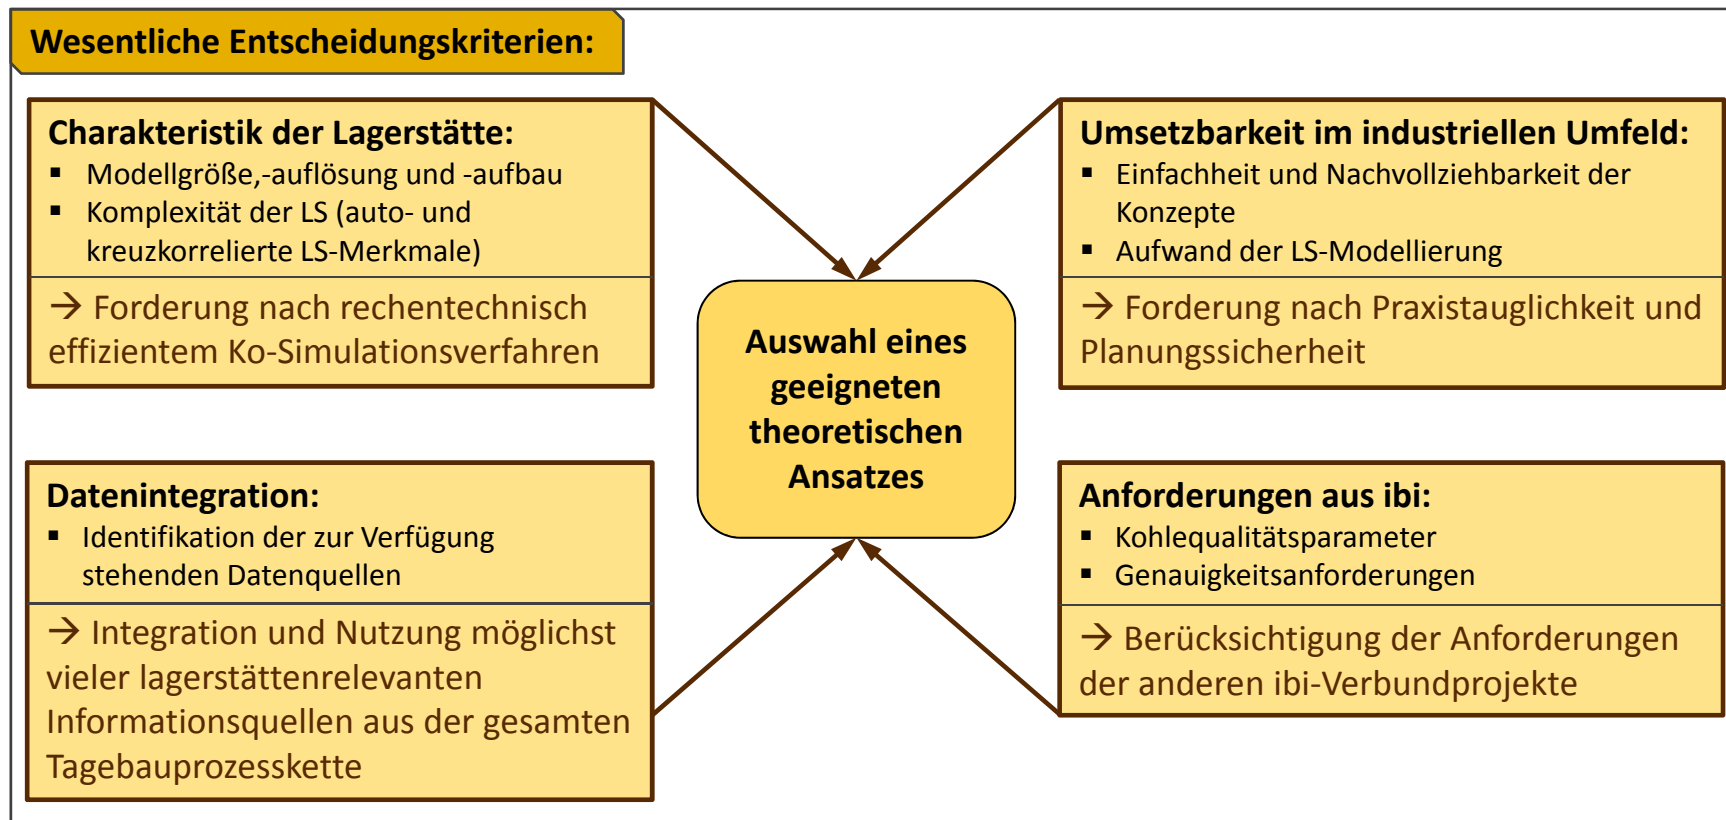 Wesentliche Entscheidungskriterien:
Charakteristik der Lagerstätte:
▪ Modellgröße,-auflösung und -aufbau
▪ Komplexität der LS (auto- und
kreuzkorrelierte LS-Merkmale)
→ Forderung nach rechentechnisch
effizientem Ko-Simulationsverfahren
Umsetzbarkeit im industriellen Umfeld:
▪ Einfachheit und Nachvollziehbarkeit der
Konzepte
▪ Aufwand der LS-Modellierung
→ Forderung nach Praxistauglichkeit und
Planungssicherheit
Auswahl eines
geeigneten
theoretischen
Ansatzes
Datenintegration:
▪ Identifikation der zur Verfügung
stehenden Datenquellen
→ Integration und Nutzung möglichst
vieler lagerstättenrelevanten
Informationsquellen aus der gesamten
Tagebauprozesskette
Anforderungen aus ibi:
▪ Kohlequalitätsparameter
▪ Genauigkeitsanforderungen
→ Berücksichtigung der Anforderungen
der anderen ibi-Verbundprojekte